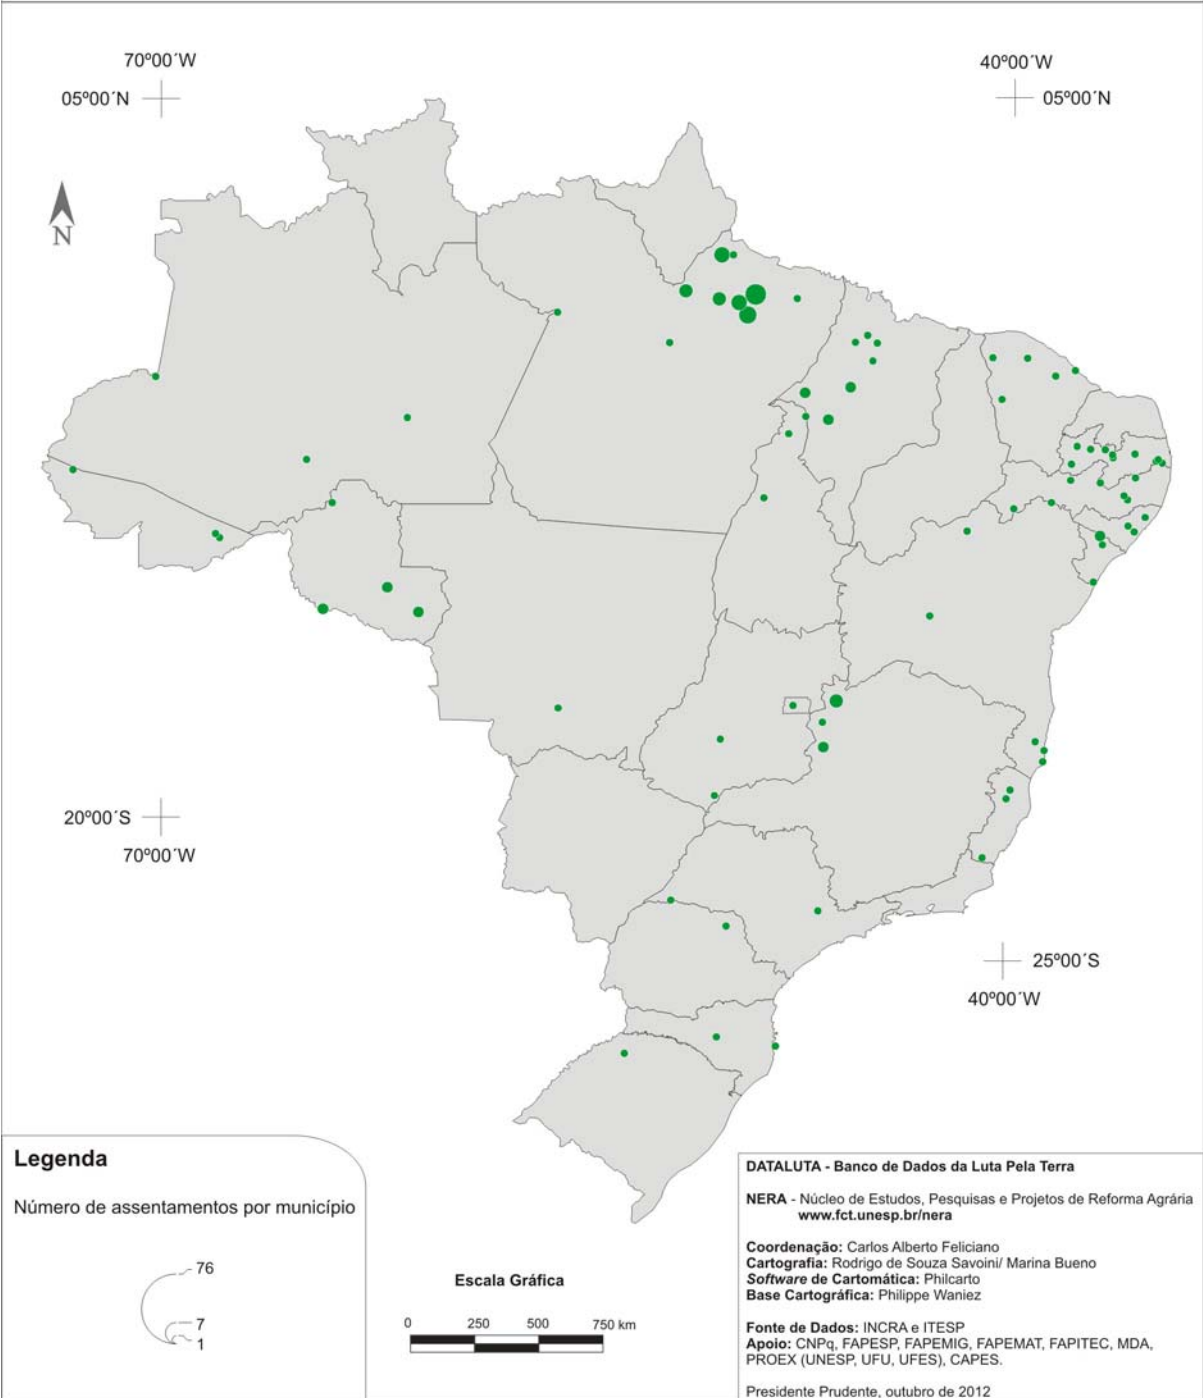 70º00´W
40º00´W
05º00´N
05º00´N
N
20º00´S
70º00´W
25º00´S
40º00´W
Legenda
Número de assentamentos por município
76
7
1
Escala Gráfica
0 250 500 750 km
DATALUTA - Banco de Dados da Luta Pela Terra
NERA - Núcleo de Estudos, Pesquisas e Projetos de Reforma Agrária
www.fct.unesp.br/nera
Coordenação: Carlos Alberto Feliciano
Cartografia: Rodrigo de Souza Savoini/ Marina Bueno
Software de Cartomática: Philcarto
Base Cartográfica: Philippe Waniez
Fonte de Dados: INCRA e ITESP
Apoio: CNPq, FAPESP, FAPEMIG, FAPEMAT, FAPITEC, MDA,
PROEX (UNESP, UFU, UFES), CAPES.
Presidente Prudente, outubro de 2012